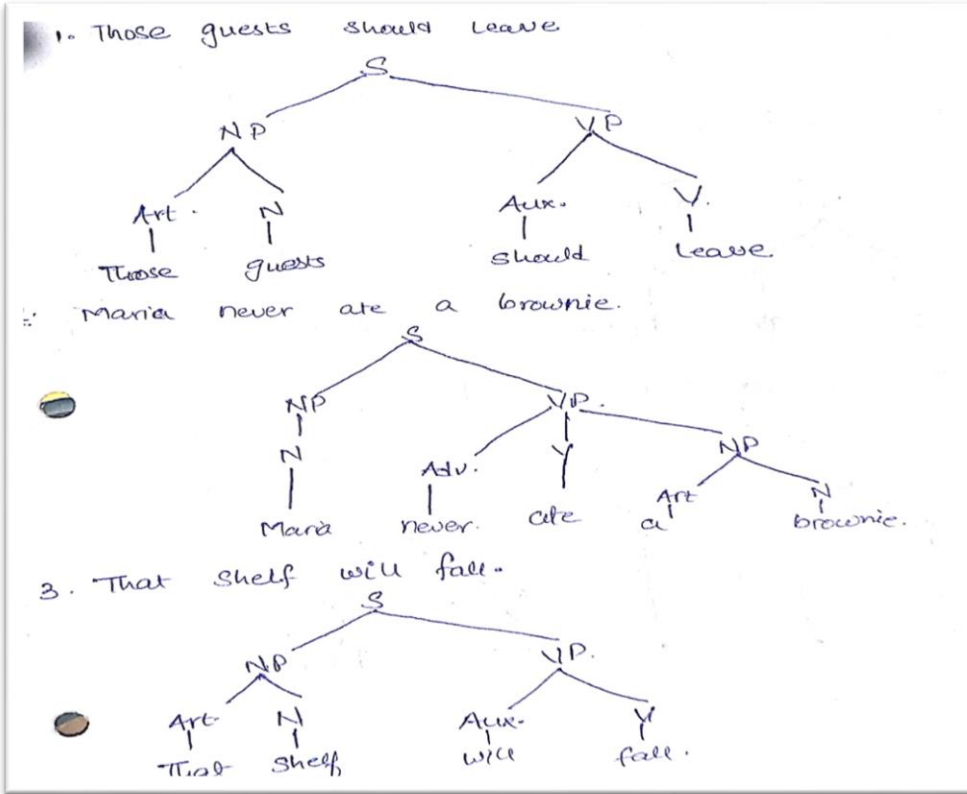 1. Those guests should Leave
S
NP VP
Art. N Aux. V.
Those guests should Leave.
Maria never ate a brownie.
S
NP VP.
N Adv. V NP
Art N
Maria never. ate a brownie.
3. That Shelf will fall.
S
NP VP.
Art. N Aux. V
That Shelf will fall.